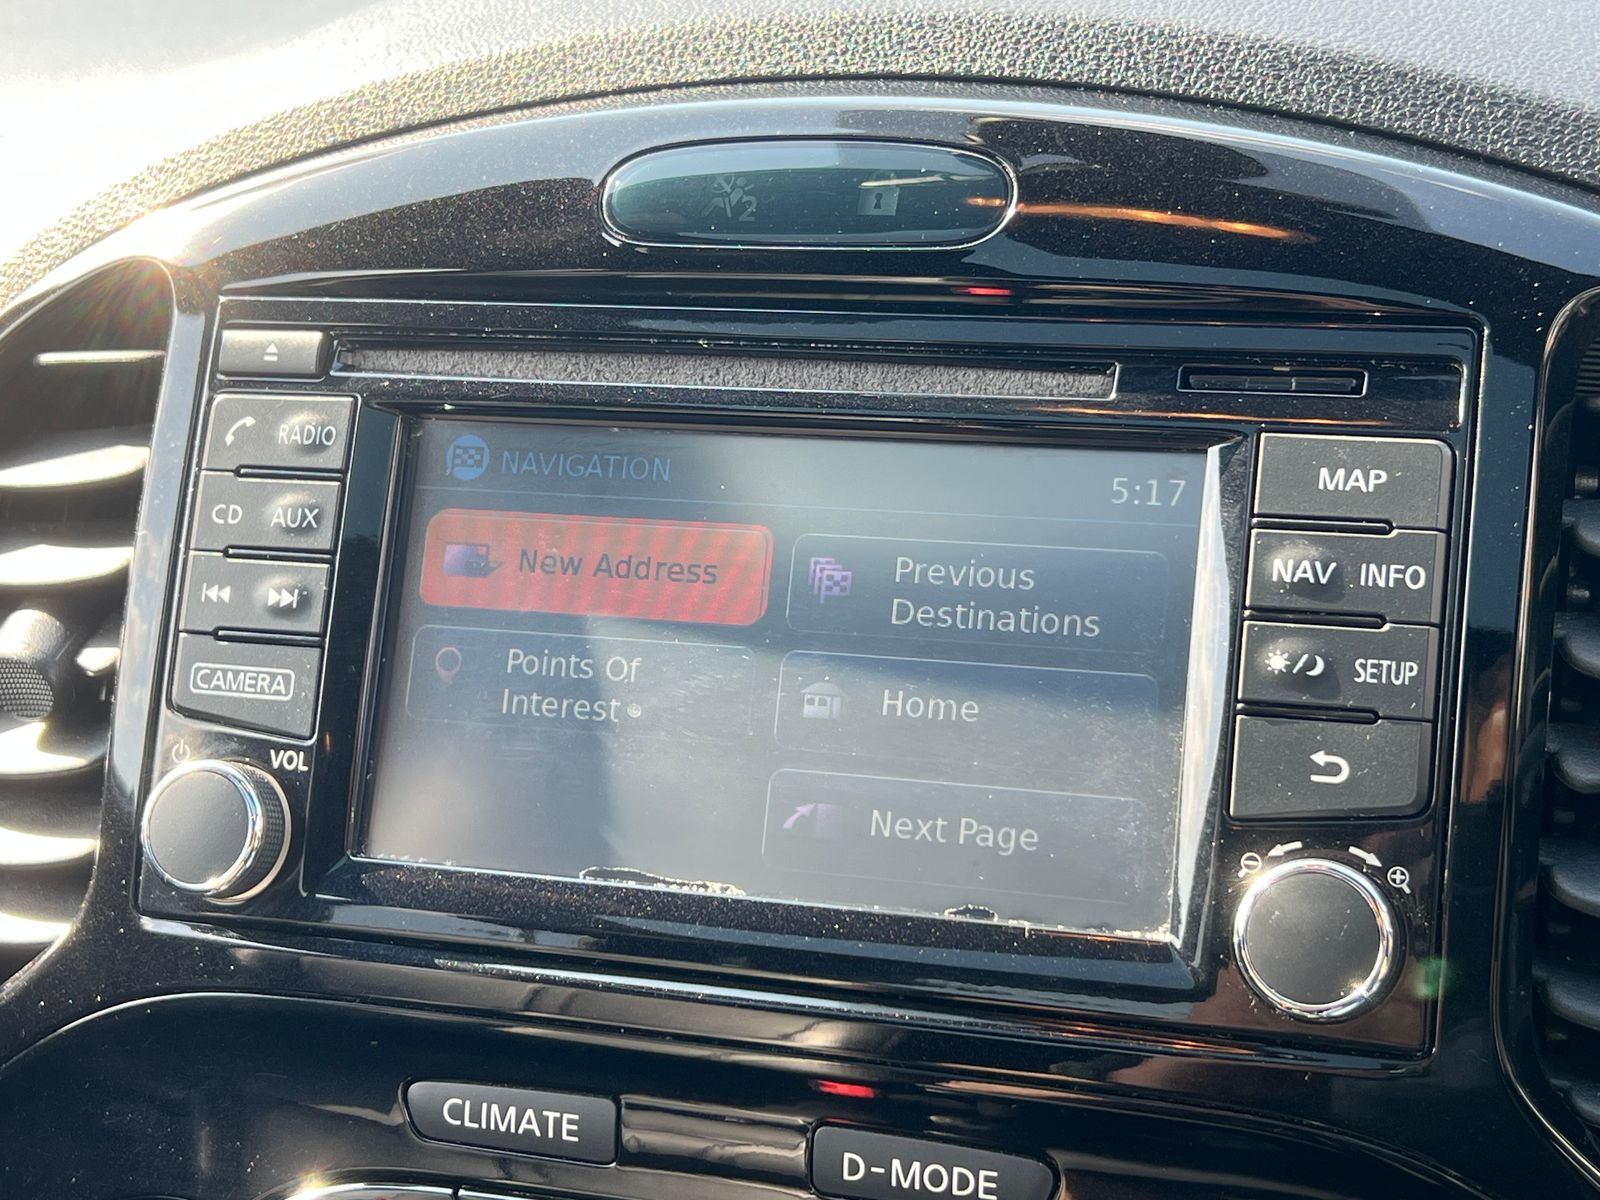 2
RADIO
CD AUX
CAMERA
VOL
NAVIGATION
5:17
New Address
Previous
Destinations
Points Of
Interest
Home
Next Page
MAP
NAV INFO
SETUP
CLIMATE
D-MODE